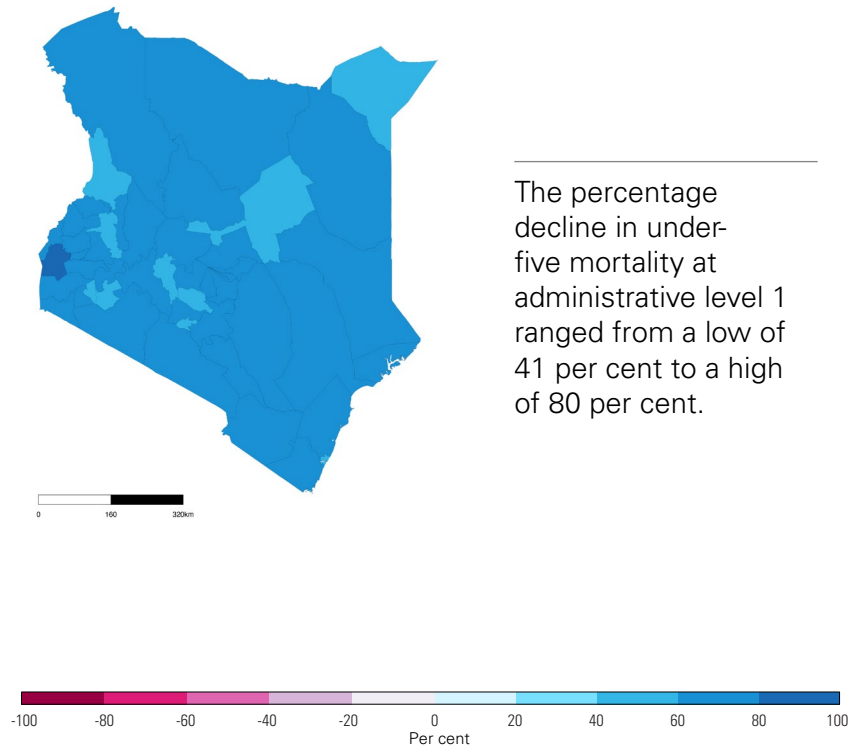 The percentage
decline in under-
five mortality at
administrative level 1
ranged from a low of
41 per cent to a high
of 80 per cent.
0 160 320km
-100 -80 -60 -40 -20 0 20 40 60 80 100
Per cent